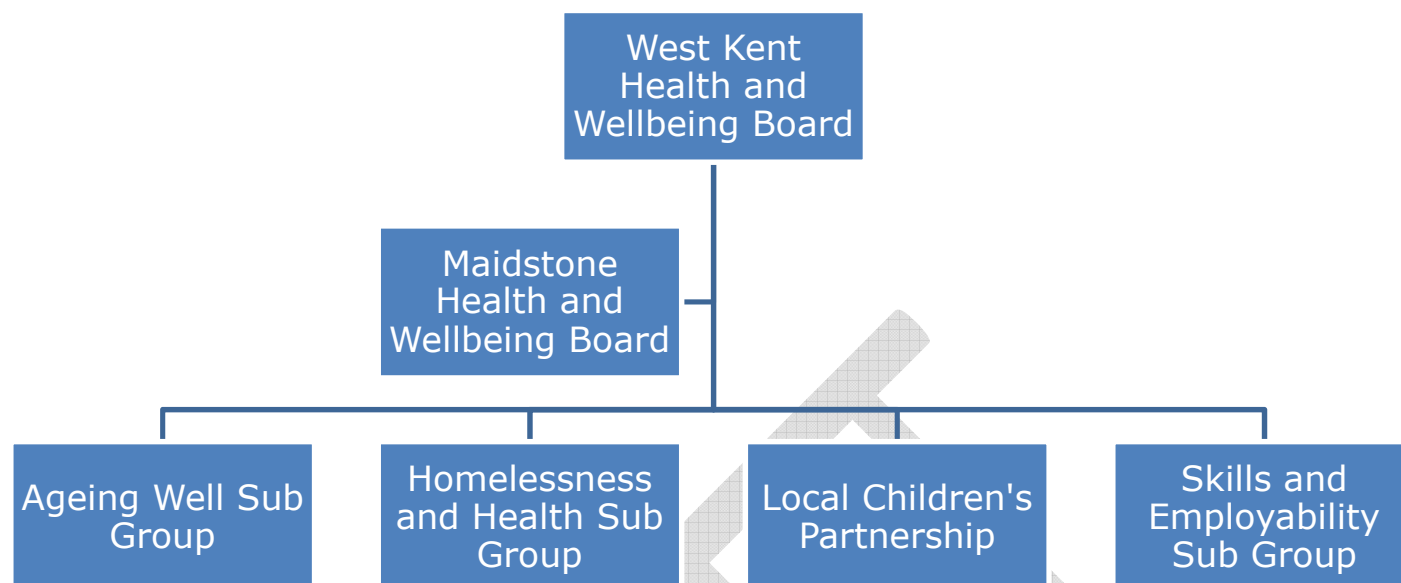 West Kent
Health and
Wellbeing Board
Maidstone
Health and
Wellbeing Board
Ageing Well Sub
Group
Homelessness
and Health Sub
Group
Local Children's
Partnership
Skills and
Employability
Sub Group